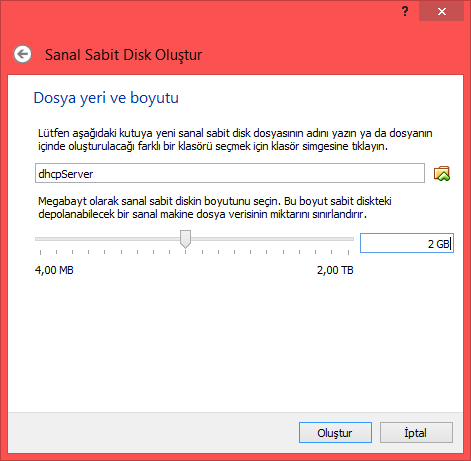 ?
Sanal Sabit Disk Oluştur
Dosya yeri ve boyutu
Lütfen aşağıdaki kutuya yeni sanal sabit disk dosyasının adını yazın ya da dosyanın
içinde oluşturulacağı farklı bir klasörü seçmek için klasör simgesine tıklayın.
dhcpServer
Megabayt olarak sanal sabit diskin boyutunu seçin. Bu boyut sabit diskteki
depolanabilecek bir sanal makine dosya verisinin miktarını sınırlandırır.
2 GB
4,00 MB 2,00 TB
Oluştur İptal